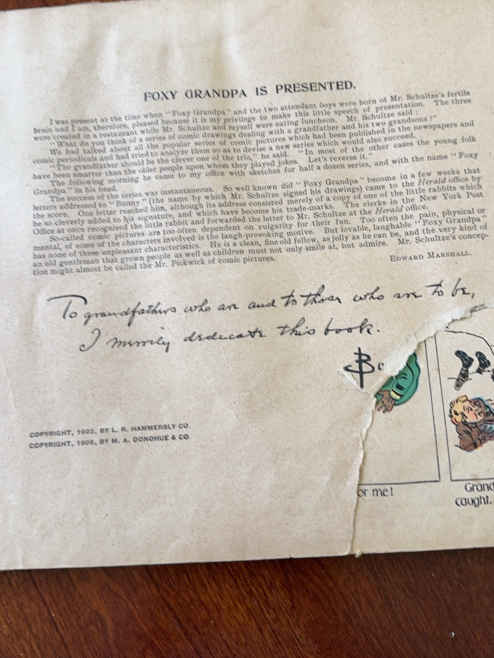 FOXY GRANDPA IS PRESENTED.
I was present at the time when "Foxy Grandpa" and the two attendant boys were born of Mr. Schultze's fertile
brain and I am, therefore, pleased because it is my privilege to make this little speech of presentation. The three
were created in a restaurant while Mr. Schultze and myself were eating luncheon. Mr. Schultze said:
"What do you think of a series of comic drawings dealing with a grandfather and his two grandsons?"
We had talked about all the popular series of comic pictures which had been published in the newspapers and
comic periodicals and had tried to analyze them so as to devise a new series which would also succeed.
"The grandfather should be the clever one of the trio," he said. "In most of the other cases the young folk
have been smarter than the older people upon whom they played jokes. Let's reverse it."
The following morning he came to my office with sketches for half a dozen series, and with the name "Foxy
Grandpa" in his head.
The success of the series was instantaneous. So well known did "Foxy Grandpa" become in a few weeks that
letters addressed to "Bunny" (the name by which Mr. Schultze signed his drawings) came to the Herald office by
the score. One letter reached him, although its address consisted merely of a copy of one of the little rabbits which
he so cleverly added to his signature, and which have become his trade-marks. The clerks in the New York Post
Office at once recognized the little rabbit and forwarded the letter to Mr. Schultze at the Herald office.
So-called comic pictures are too often dependent on vulgarity for their fun. Too often the pain, physical or
mental, of some of the characters involved is the laugh-provoking motive. But lovable, laughable "Foxy Grandpa"
has none of these unpleasant characteristics. He is a clean, fine old fellow, as jolly as he can be, and the very kind of
an old gentleman that grown people as well as children must not only smile at, but admire. Mr. Schultze's concep-
tion might almost be called the Mr. Pickwick of comic pictures.
EDWARD MARSHALL.
To grandfathers who are and to those who are to be,
I merrily dedicate this book.
COPYRIGHT, 1902, BY L. R. HAMMERSLY CO.
COPYRIGHT, 1905, BY M. A. DONOHUE & CO.
or me!
Grand
caught.